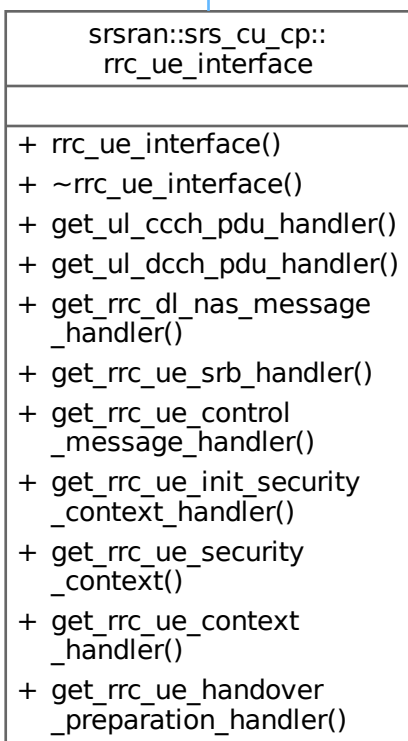 srsran::srs_cu_cp::
rrc_ue_interface
+ rrc_ue_interface()
+ ~rrc_ue_interface()
+ get_ul_ccch_pdu_handler()
+ get_ul_dcch_pdu_handler()
+ get_rrc_dl_nas_message
_handler()
+ get_rrc_ue_srb_handler()
+ get_rrc_ue_control
_message_handler()
+ get_rrc_ue_init_security
_context_handler()
+ get_rrc_ue_security
_context()
+ get_rrc_ue_context
_handler()
+ get_rrc_ue_handover
_preparation_handler()